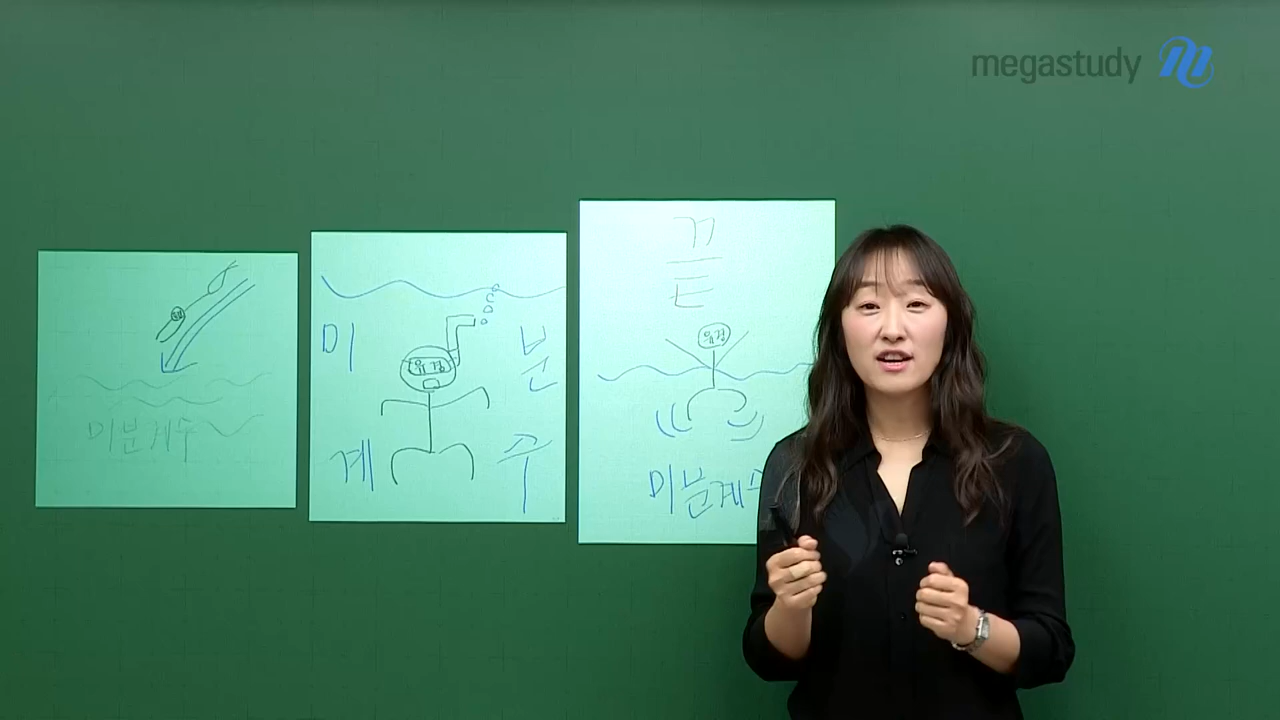 megastudy
미분계수
미 분
유경
계 수
끝
유경
미분계수